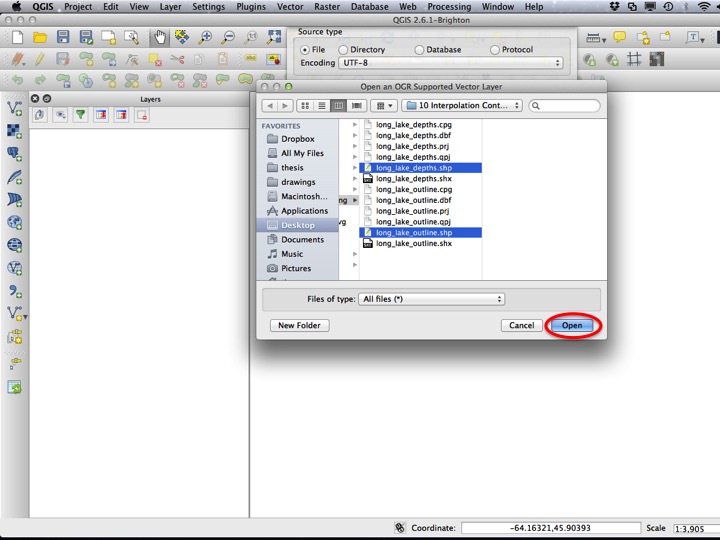 QGIS Project Edit View Layer Settings Plugins Vector Raster Database Web Processing Window Help
QGIS 2.6.1-Brighton
Source type
File Directory Database Protocol
Encoding UTF-8
Open an OGR Supported Vector Layer
10 Interpolation Cont...
Layers
FAVORITES
Dropbox
All My Files
thesis
drawings
Macintosh...
Applications
Desktop
Documents
Music
Pictures
ng
vg
long_lake_depths.cpg
long_lake_depths.dbf
long_lake_depths.prj
long_lake_depths.qpj
long_lake_depths.shp
long_lake_depths.shx
long_lake_outline.cpg
long_lake_outline.dbf
long_lake_outline.prj
long_lake_outline.qpj
long_lake_outline.shp
long_lake_outline.shx
Files of type: All files (*)
New Folder Cancel Open
Coordinate: -64.16321,45.90393 Scale 1:3,905